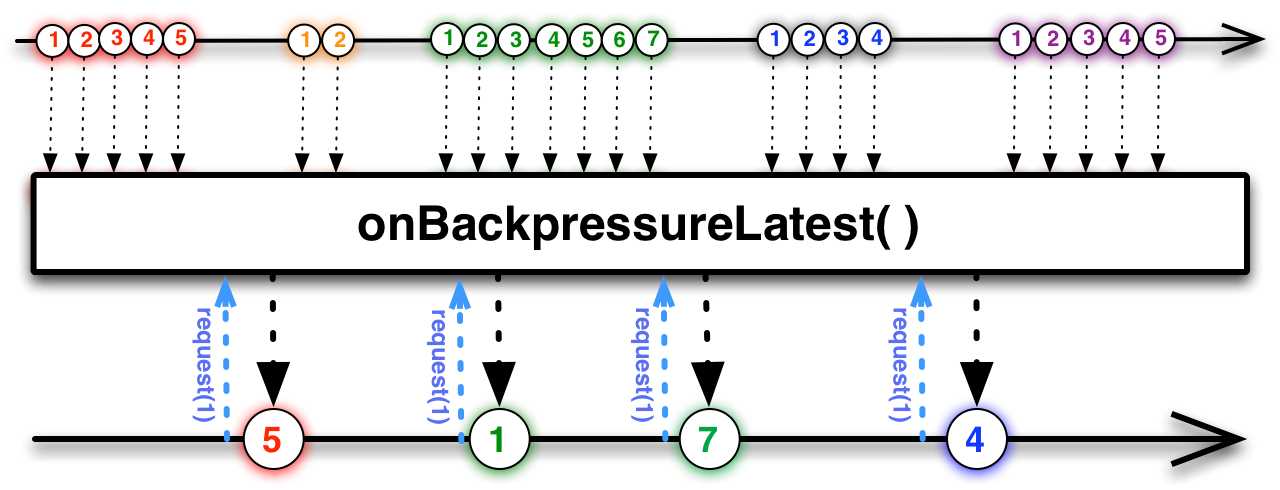 1 2 3 4 5 1 2 1 2 3 4 5 6 7 1 2 3 4 1 2 3 4 5
onBackpressureLatest( )
request(1) request(1) request(1) request(1)
5 1 7 4